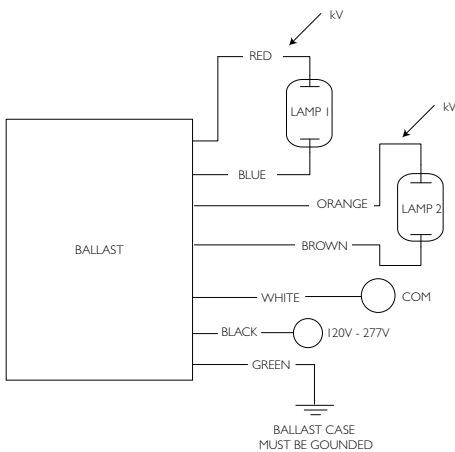 kV
RED
LAMP 1
kV
BLUE
ORANGE
LAMP 2
BALLAST
BROWN
WHITE
COM
BLACK
120V - 277V
GREEN
BALLAST CASE
MUST BE GOUNDED